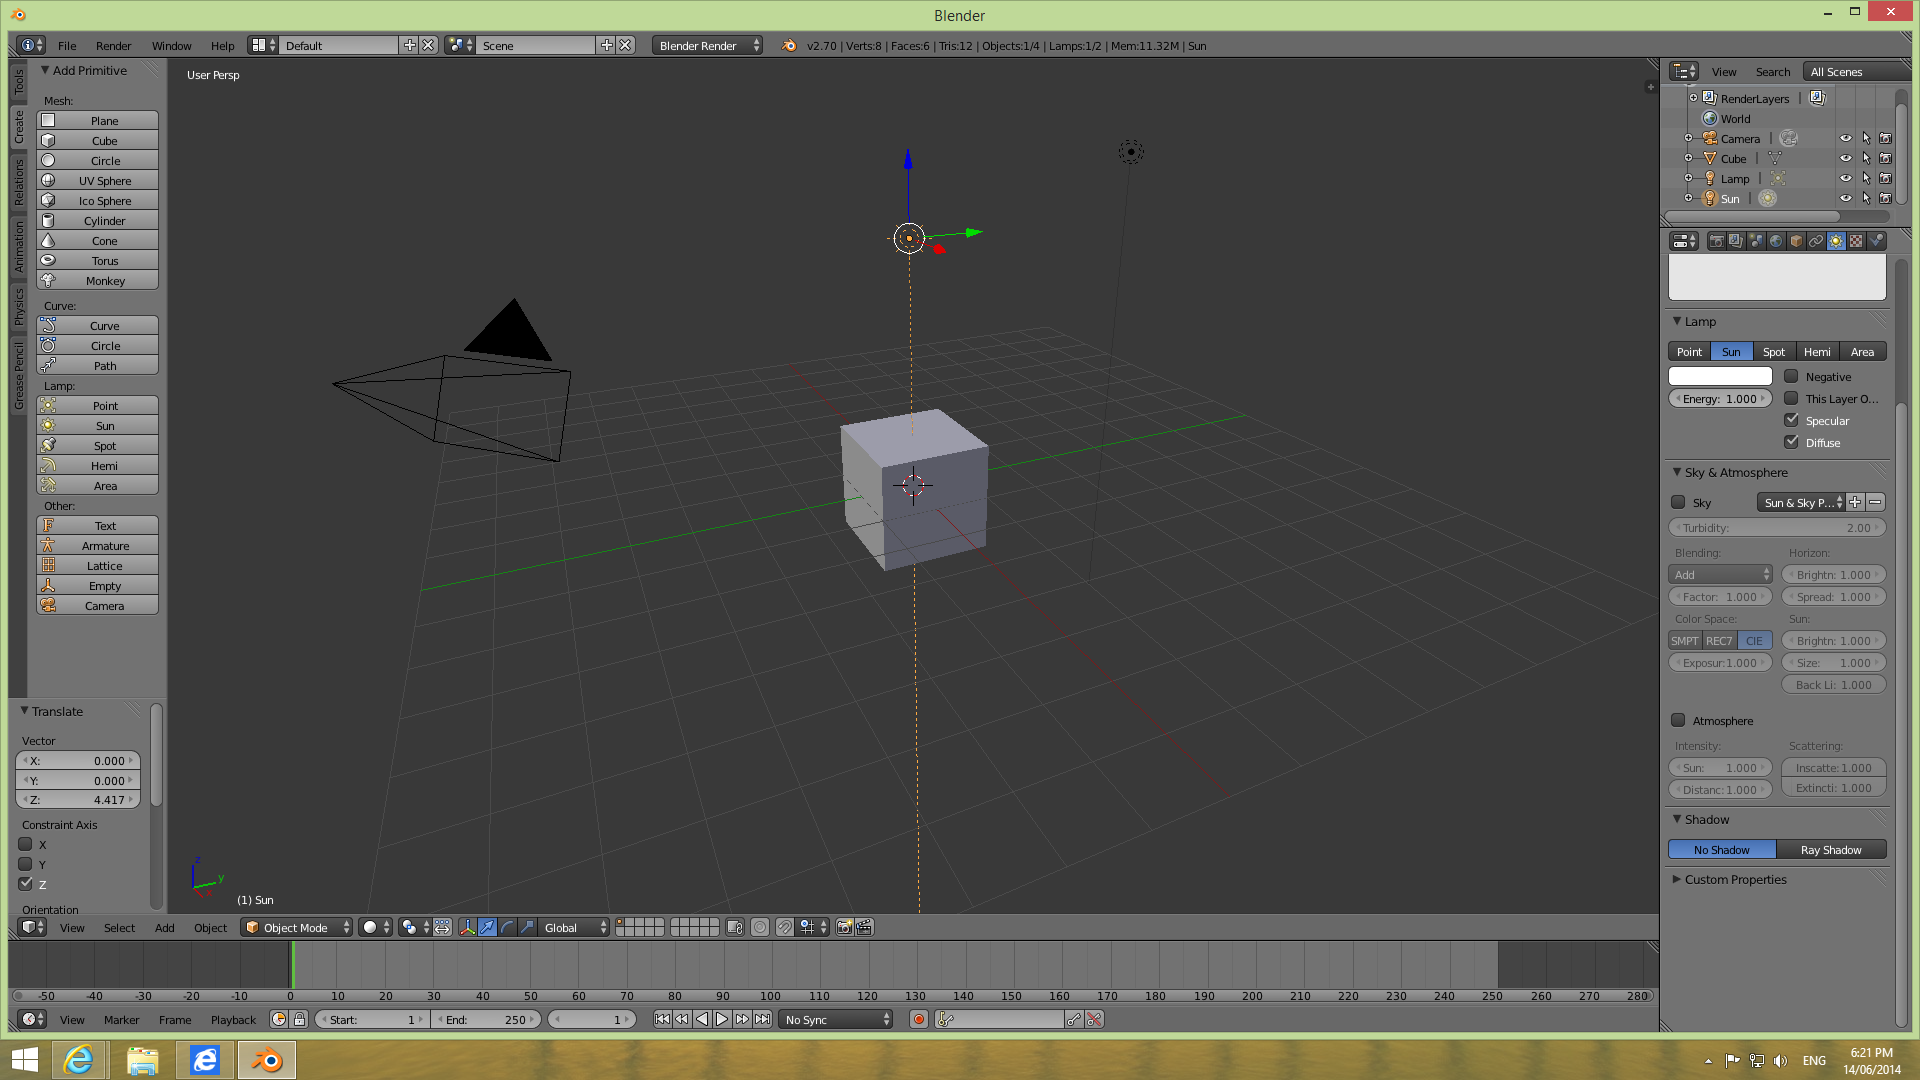 Blender
File Render Window Help Default Scene Blender Render v2.70 | Verts:8 | Faces:6 | Tris:12 | Objects:1/4 | Lamps:1/2 | Mem:11.32M | Sun
Tools
Create
Relations
Animation
Physics
Grease Pencil
Add Primitive
Mesh:
Plane
Cube
Circle
UV Sphere
Ico Sphere
Cylinder
Cone
Torus
Monkey
Curve:
Curve
Circle
Path
Lamp:
Point
Sun
Spot
Hemi
Area
Other:
Text
Armature
Lattice
Empty
Camera
Translate
Vector
X: 0.000
Y: 0.000
Z: 4.417
Constraint Axis
X
Y
Z
Orientation
User Persp
z
y
(1) Sun
View Search All Scenes
RenderLayers
World
Camera
Cube
Lamp
Sun
Lamp
Point Sun Spot Hemi Area
Negative
Energy: 1.000 This Layer O...
Specular
Diffuse
Sky & Atmosphere
Sky Sun & Sky P...
Turbidity: 2.00
Blending: Horizon:
Add Brightn: 1.000
Factor: 1.000 Spread: 1.000
Color Space: Sun:
SMPT REC7 CIE Brightn: 1.000
Exposur:1.000 Size: 1.000
Back Li: 1.000
Atmosphere
Intensity: Scattering:
Sun: 1.000 Inscatte:1.000
Distanc:1.000 Extincti: 1.000
Shadow
No Shadow Ray Shadow
Custom Properties
View Select Add Object Object Mode Global
-50 -40 -30 -20 -10 0 10 20 30 40 50 60 70 80 90 100 110 120 130 140 150 160 170 180 190 200 210 220 230 240 250 260 270 280
View Marker Frame Playback Start: 1 End: 250 1 No Sync
ENG
6:21 PM
14/06/2014